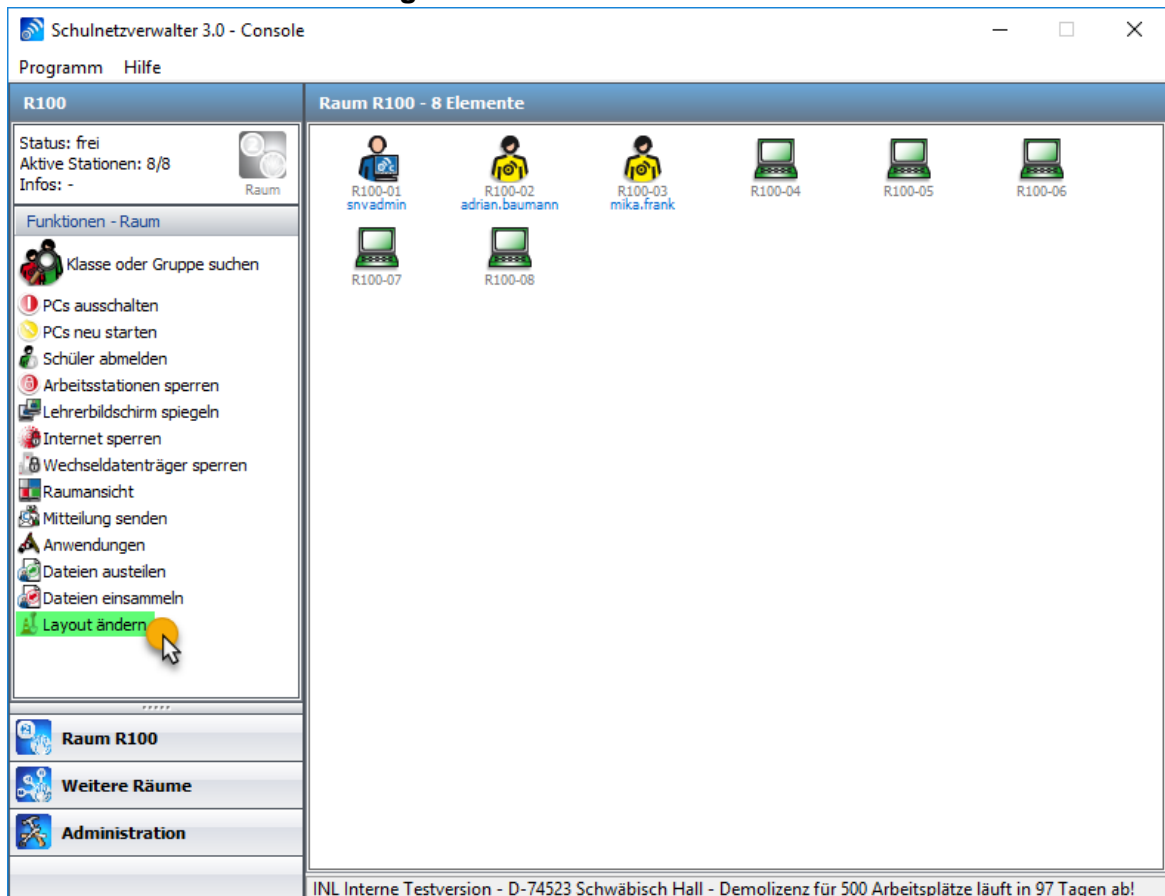 Schulnetzverwalter 3.0 - Console
Programm Hilfe
R100
Status: frei
Aktive Stationen: 8/8
Infos: -
Raum
Funktionen - Raum
Klasse oder Gruppe suchen
PCs ausschalten
PCs neu starten
Schüler abmelden
Arbeitsstationen sperren
Lehrerbildschirm spiegeln
Internet sperren
Wechseldatenträger sperren
Raumansicht
Mitteilung senden
Anwendungen
Dateien austeilen
Dateien einsammeln
Layout ändern
Raum R100
Weitere Räume
Administration
Raum R100 - 8 Elemente
R100-01 R100-02 R100-03 R100-04 R100-05 R100-06
snvadmin adrian.baumann mika.frank
R100-07 R100-08
INL Interne Testversion - D-74523 Schwäbisch Hall - Demolizenz für 500 Arbeitsplätze läuft in 97 Tagen ab!